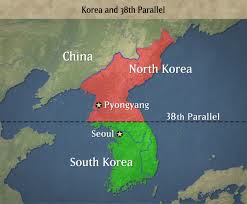 Korea and 38th Parallel
China
North Korea
Pyongyang
38th Parallel
Seoul
South Korea